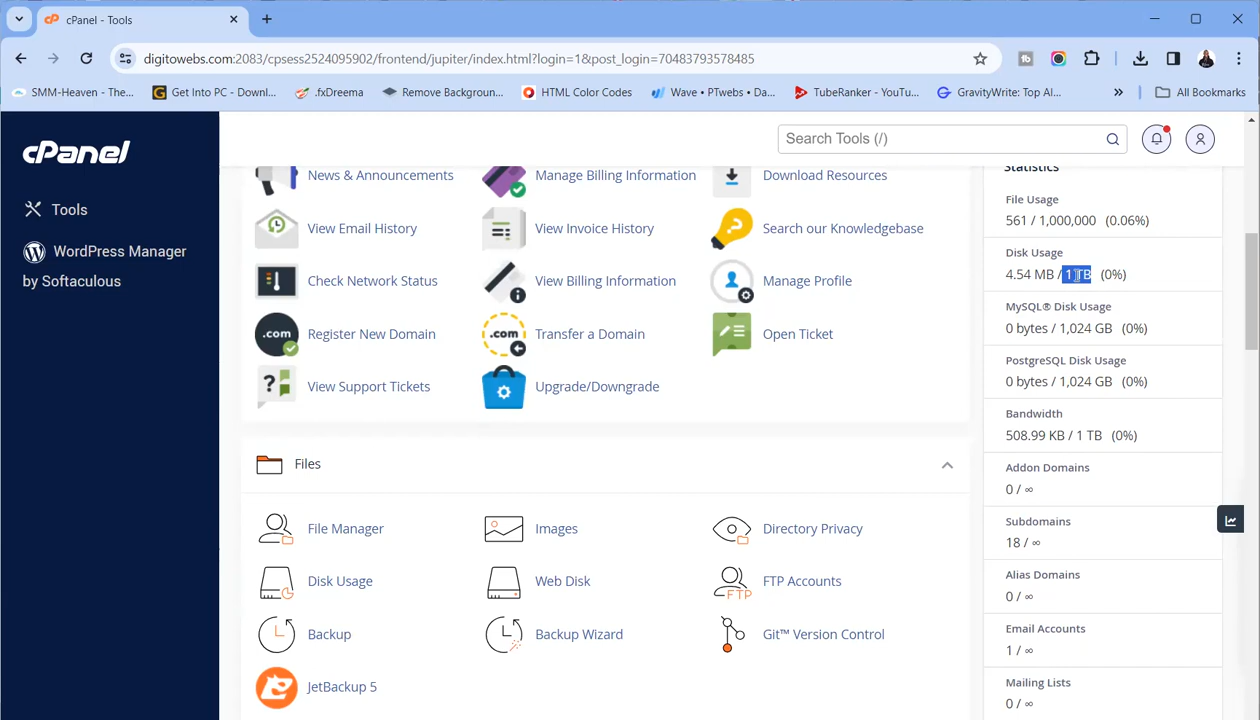 cPanel - Tools
digitowebs.com:2083/cpsess2524095902/frontend/jupiter/index.html?login=1&post_login=70483793578485
SMM-Heaven - The...
Get Into PC - Downl...
.fxDreema
Remove Backgroun...
HTML Color Codes
Wave • PTwebs • Da...
TubeRanker - YouTu...
GravityWrite: Top Al...
»
All Bookmarks
cPanel
Search Tools (/)
Tools
WordPress Manager
by Softaculous
News & Announcements
Manage Billing Information
Download Resources
View Email History
View Invoice History
Search our Knowledgebase
Check Network Status
View Billing Information
Manage Profile
.com
Register New Domain
.com
Transfer a Domain
Open Ticket
View Support Tickets
Upgrade/Downgrade
Files
File Manager
Images
Directory Privacy
Disk Usage
Web Disk
FTP
FTP Accounts
Backup
Backup Wizard
Git™ Version Control
JetBackup 5
Statistics
File Usage
561 / 1,000,000 (0.06%)
Disk Usage
4.54 MB / 1 TB (0%)
MySQL® Disk Usage
0 bytes / 1,024 GB (0%)
PostgreSQL Disk Usage
0 bytes / 1,024 GB (0%)
Bandwidth
508.99 KB / 1 TB (0%)
Addon Domains
0 / ∞
Subdomains
18 / ∞
Alias Domains
0 / ∞
Email Accounts
1 / ∞
Mailing Lists
0 / ∞